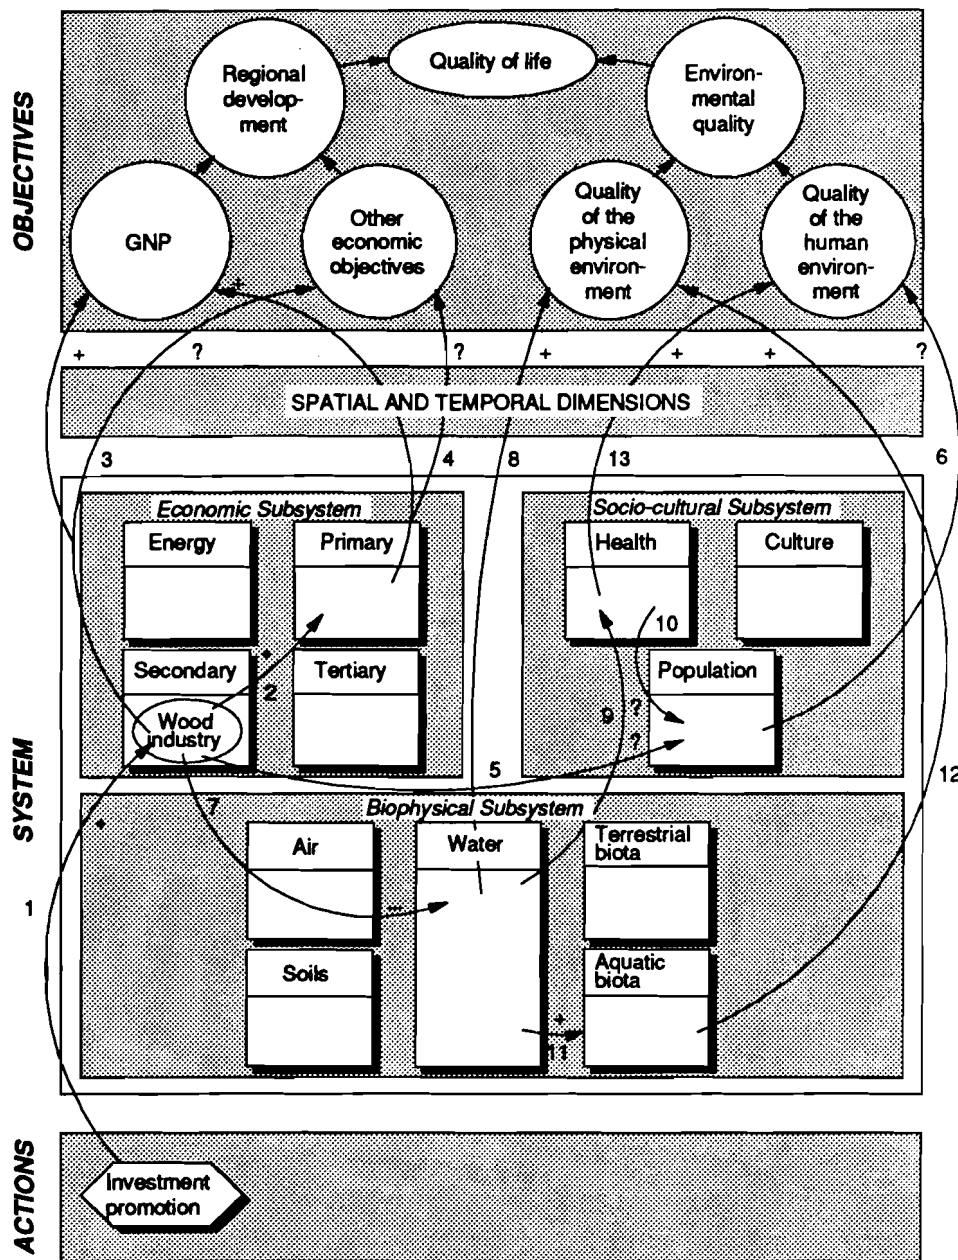 OBJECTIVES
Quality of life
Regional
develop-
ment
Environ-
mental
quality
GNP
Other
economic
objectives
Quality
of the
physical
environ-
ment
Quality
of the
human
environ-
ment
+
+ ? ? + + + ?
SPATIAL AND TEMPORAL DIMENSIONS
3 4 8 13 6
SYSTEM
Economic Subsystem
Socio-cultural Subsystem
Energy
Primary
Health
Culture
10
Secondary
+
2
Tertiary
Population
Wood
industry
9
?
?
5
12
7
Biophysical Subsystem
+
Air
Water
Terrestrial
biota
1
--
Soils
Aquatic
biota
+
11
ACTIONS
Investment
promotion